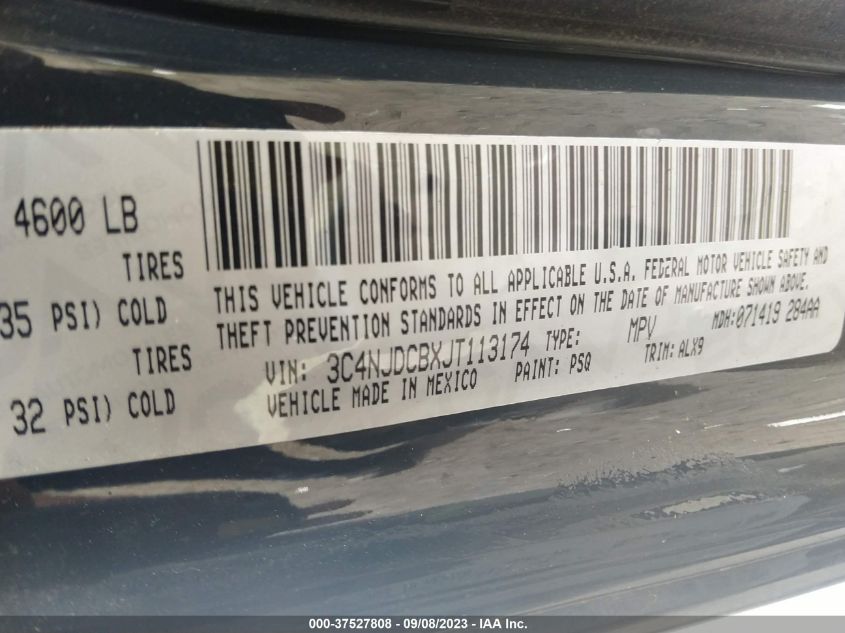 4600 LB
TIRES
35 PSI) COLD
TIRES
32 PSI) COLD
THIS VEHICLE CONFORMS TO ALL APPLICABLE U.S.A. FEDERAL MOTOR VEHICLE SAFETY AND
THEFT PREVENTION STANDARDS IN EFFECT ON THE DATE OF MANUFACTURE SHOWN ABOVE.
VIN: 3C4NJDCBXJT113174 TYPE: MPV MDH:071419 284AA
VEHICLE MADE IN MEXICO PAINT: PSQ TRIM: ALX9
000-37527808 - 09/08/2023 - IAA Inc.